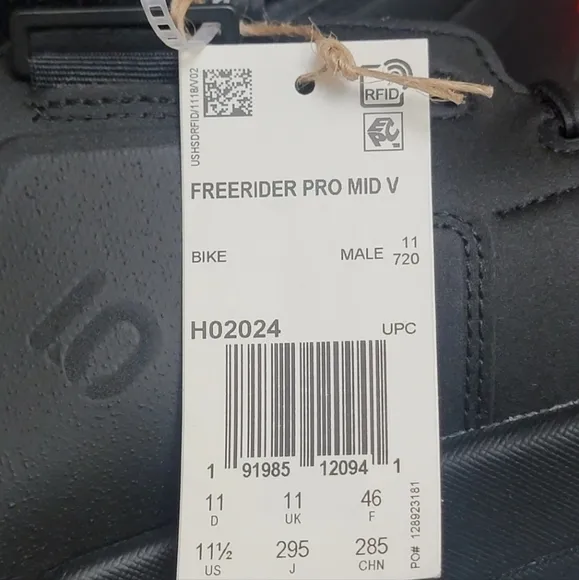 USHSDRFID/1118/V02
RFID
EPC
FREERIDER PRO MID V
BIKE MALE 11
720
H02024 UPC
1 91985 12094 1
11 11 46
D UK F
11½ 295 285
US J CHN
PO# 128923181